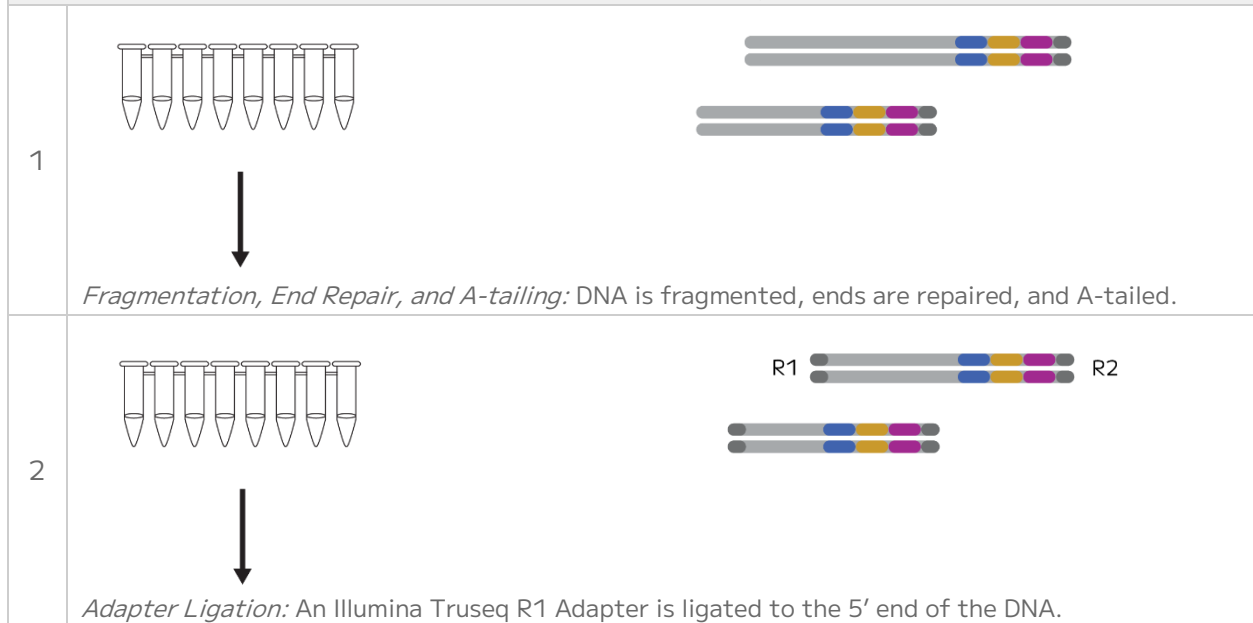 1
Fragmentation, End Repair, and A-tailing: DNA is fragmented, ends are repaired, and A-tailed.
R1 R2
2
Adapter Ligation: An Illumina Truseq R1 Adapter is ligated to the 5′ end of the DNA.